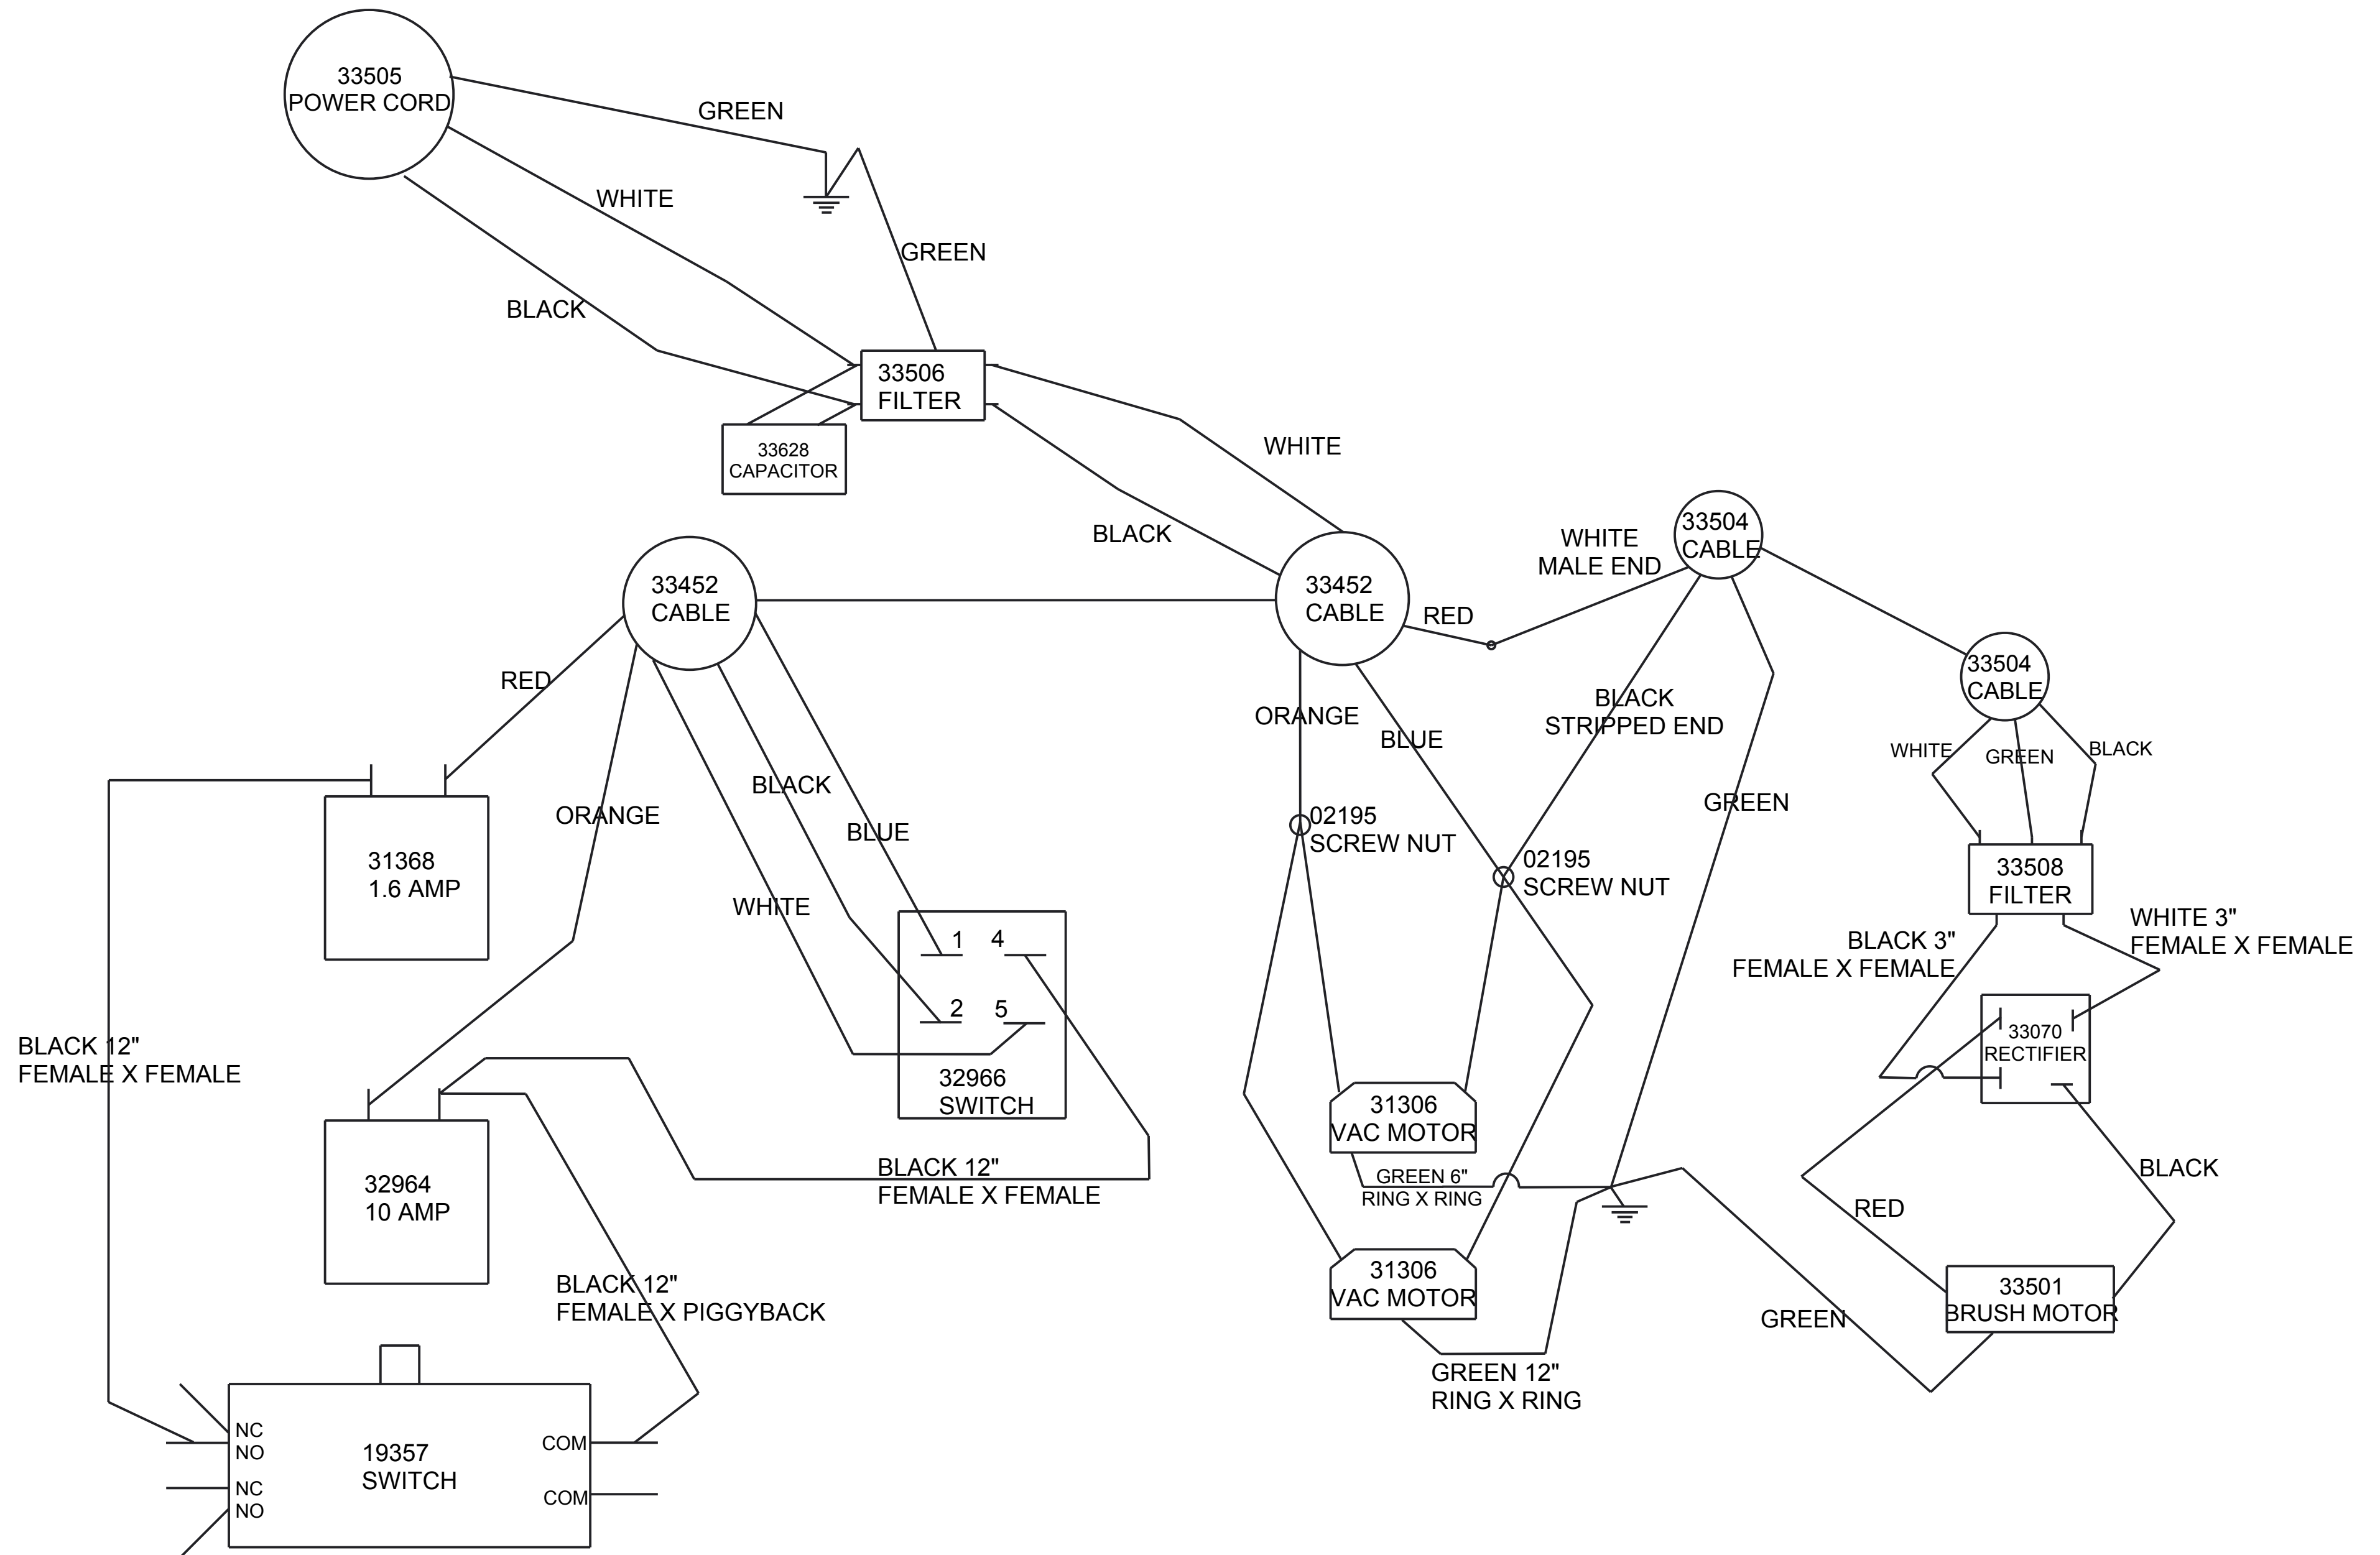 33505
POWER CORD
GREEN
WHITE
GREEN
BLACK
33506
FILTER
33628
CAPACITOR
WHITE
BLACK
33504
CABLE
WHITE
MALE END
33452
CABLE
33452
CABLE
RED
33504
CABLE
RED
BLACK
STRIPPED END
ORANGE
BLUE
WHITE
GREEN
BLACK
BLACK
ORANGE
BLUE
GREEN
02195
SCREW NUT
31368
1.6 AMP
02195
SCREW NUT
33508
FILTER
WHITE
1
4
2
5
32966
SWITCH
BLACK 3"
FEMALE X FEMALE
WHITE 3"
FEMALE X FEMALE
33070
RECTIFIER
BLACK 12"
FEMALE X FEMALE
31306
VAC MOTOR
BLACK 12"
FEMALE X FEMALE
GREEN 6"
RING X RING
BLACK
32964
10 AMP
RED
31306
VAC MOTOR
BLACK 12"
FEMALE X PIGGYBACK
33501
BRUSH MOTOR
GREEN
GREEN 12"
RING X RING
NC
NO
NC
NO
19357
SWITCH
COM
COM